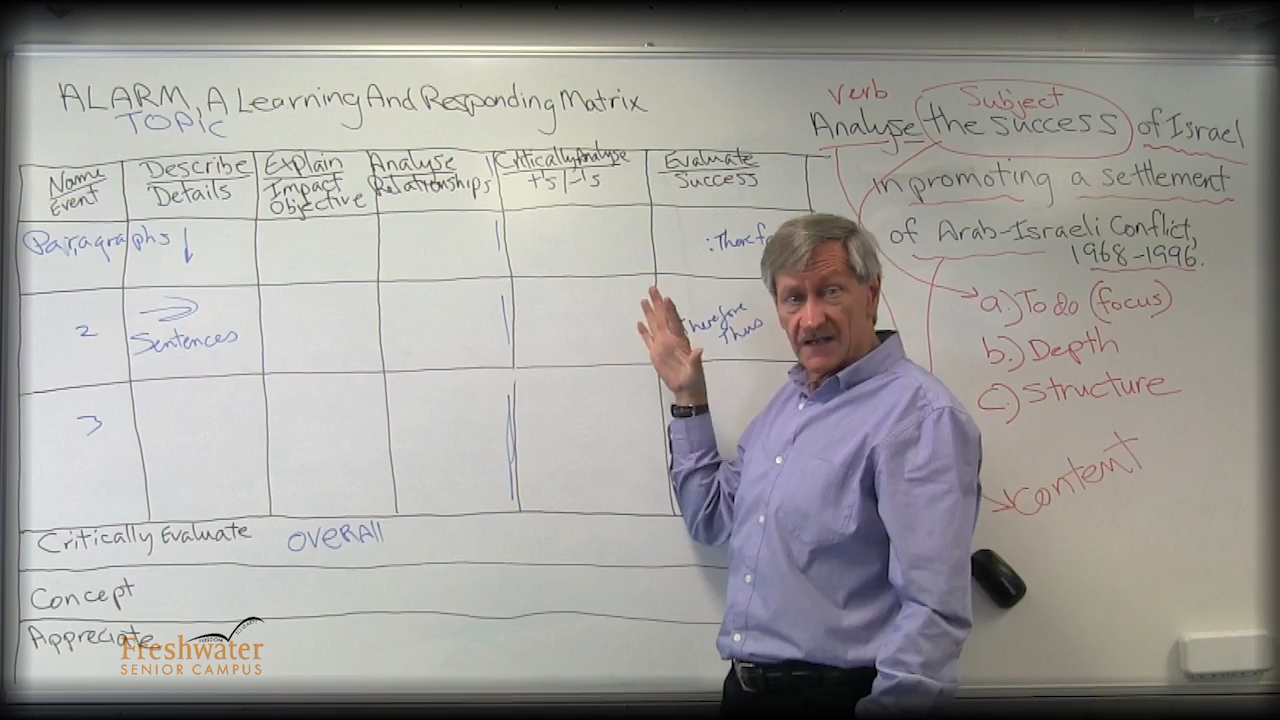 ALARM, A Learning And Responding Matrix
TOPIC
Name Event
Describe Details
Explain Impact Objective
Analyse Relationships
Critically Analyse +'s | -'s
Evaluate Success
Paragraphs
2
Sentences
Therefore
Thus
3
Critically Evaluate OVERALL
Concept
Appreciate
verb
Subject
Analyse the success of Israel
in promoting a settlement
of Arab-Israeli Conflict,
1968-1996.
a.) To do (focus)
b.) Depth
c.) Structure
content
Freshwater
SENIOR CAMPUS